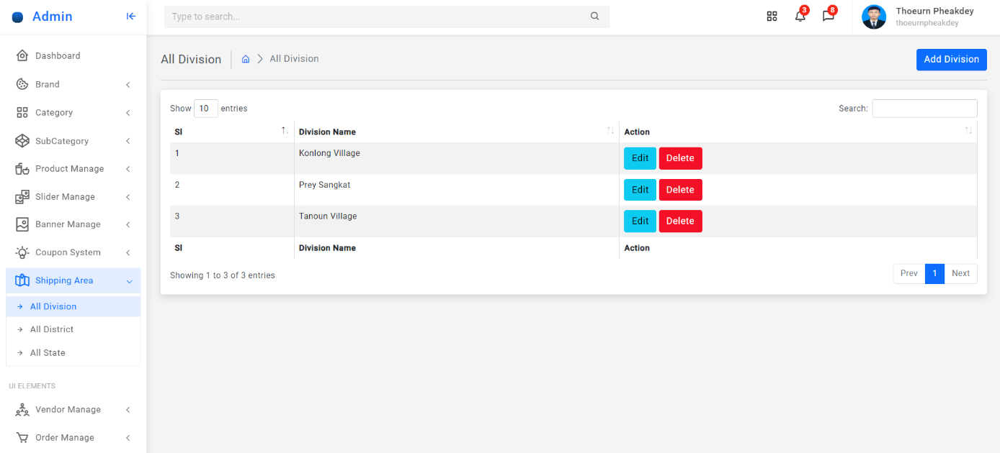 Admin
Type to search...
3
8
Thoeurn Pheakdey
thoeurnpheakdey
Dashboard
Brand
Category
SubCategory
Product Manage
Slider Manage
Banner Manage
Coupon System
Shipping Area
All Division
All District
All State
UI ELEMENTS
Vendor Manage
Order Manage
All Division
All Division
Add Division
Show 10 entries
Search:
Sl Division Name Action
1 Konlong Village Edit Delete
2 Prey Sangkat Edit Delete
3 Tanoun Village Edit Delete
Sl Division Name Action
Showing 1 to 3 of 3 entries
Prev 1 Next